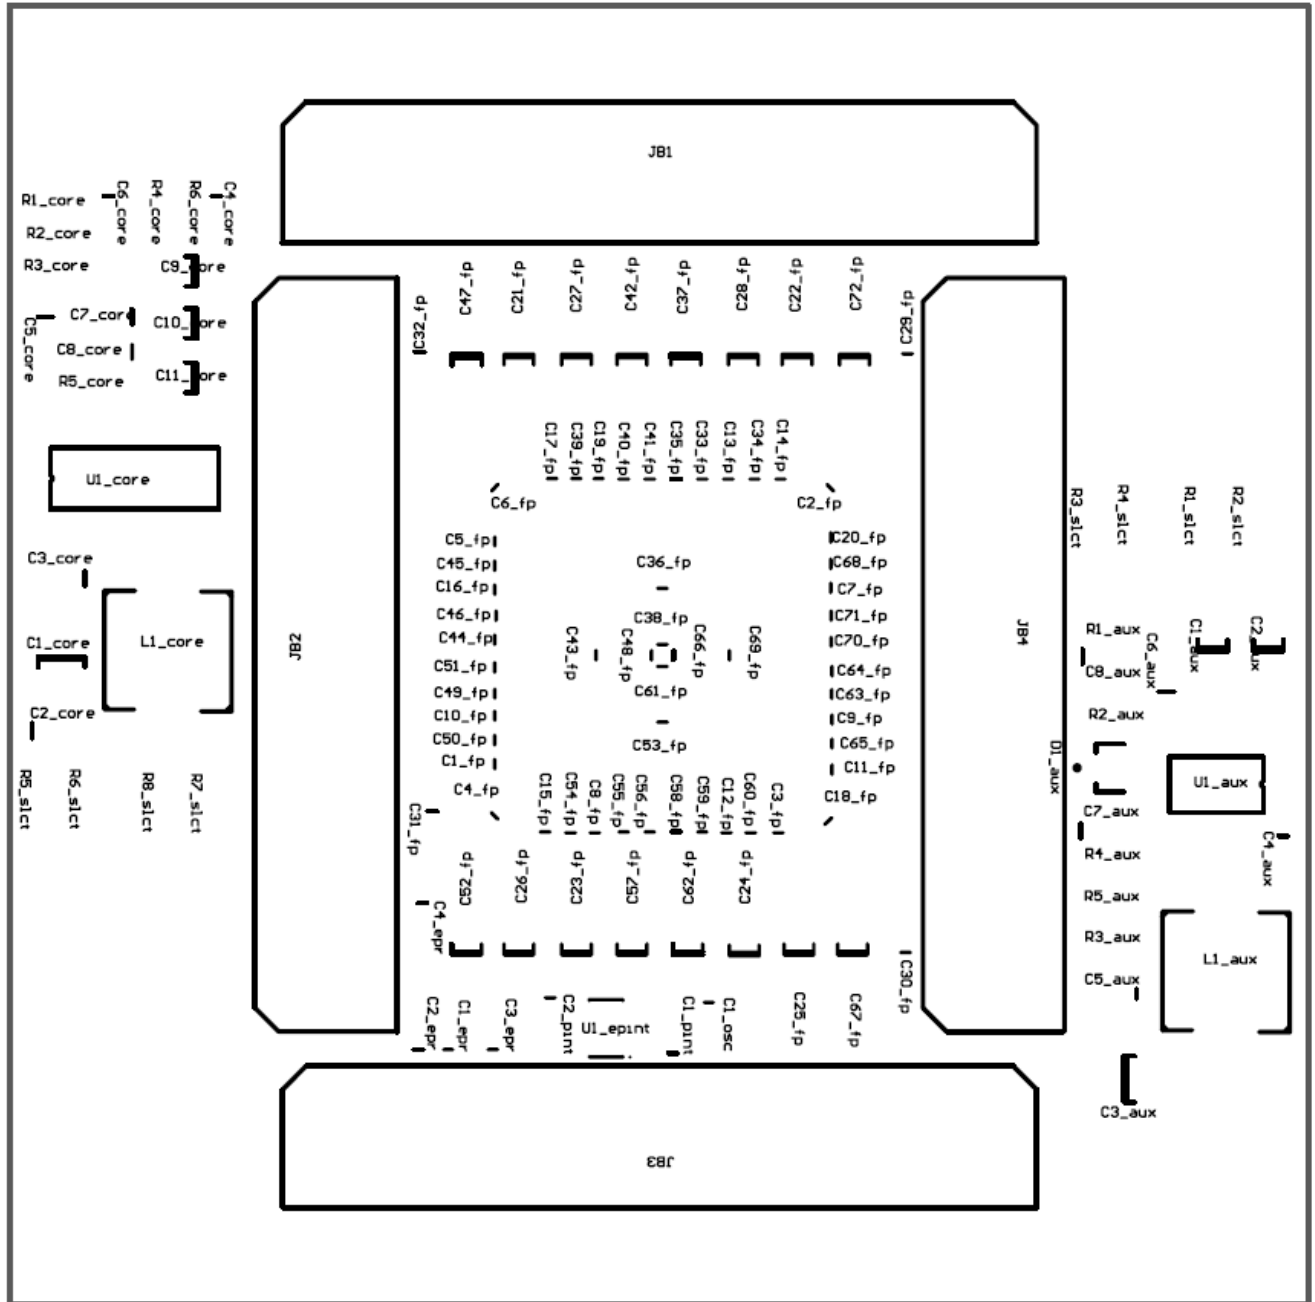 JB1
R1_core
C6_core
R4_core
R6_core
C4_core
R2_core
R3_core
C9_core
C7_core
C10_core
C5_core
C8_core
R5_core
C11_core
U1_core
C3_core
C1_core
L1_core
C2_core
R5_slct
R6_slct
R8_slct
R7_slct
JB2
C32_fp
C47_fp
C21_fp
C27_fp
C42_fp
C37_fp
C28_fp
C22_fp
C72_fp
C29_fp
C17_fp
C39_fp
C19_fp
C40_fp
C41_fp
C35_fp
C33_fp
C13_fp
C34_fp
C14_fp
C6_fp
C2_fp
C5_fp
C45_fp
C16_fp
C46_fp
C44_fp
C51_fp
C49_fp
C10_fp
C50_fp
C1_fp
C4_fp
C36_fp
C38_fp
C43_fp
C48_fp
C66_fp
C69_fp
C61_fp
C53_fp
C20_fp
C68_fp
C7_fp
C71_fp
C70_fp
C64_fp
C63_fp
C9_fp
C65_fp
C11_fp
C18_fp
C31_fp
C15_fp
C54_fp
C8_fp
C55_fp
C56_fp
C58_fp
C59_fp
C12_fp
C60_fp
C3_fp
C52_fp
C26_fp
C23_fp
C57_fp
C62_fp
C24_fp
C4_epr
C30_fp
C2_epr
C1_epr
C3_epr
C2_pint
U1_epint
C1_pint
C1_osc
C25_fp
C67_fp
JB4
R3_slct
R4_slct
R1_slct
R2_slct
R1_aux
C6_aux
C1_aux
C2_aux
C8_aux
R2_aux
D1_aux
U1_aux
C7_aux
R4_aux
C4_aux
R5_aux
R3_aux
L1_aux
C5_aux
C3_aux
JB3